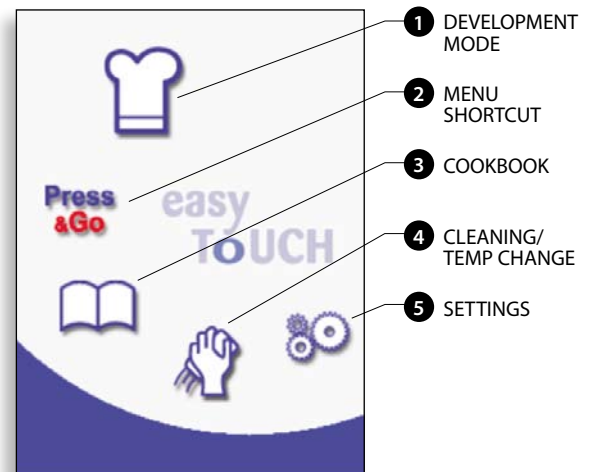 1 DEVELOPMENT
MODE
2 MENU
SHORTCUT
3 COOKBOOK
4 CLEANING/
TEMP CHANGE
5 SETTINGS
Press
&Go
easy
ToUCH